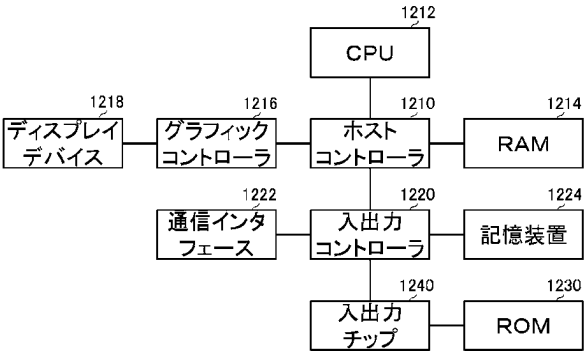 1212
CPU
1218
ディスプレイ
デバイス
1216
グラフィック
コントローラ
1210
ホスト
コントローラ
1214
RAM
1222
通信インタ
フェース
1220
入出力
コントローラ
1224
記憶装置
1240
入出力
チップ
1230
ROM